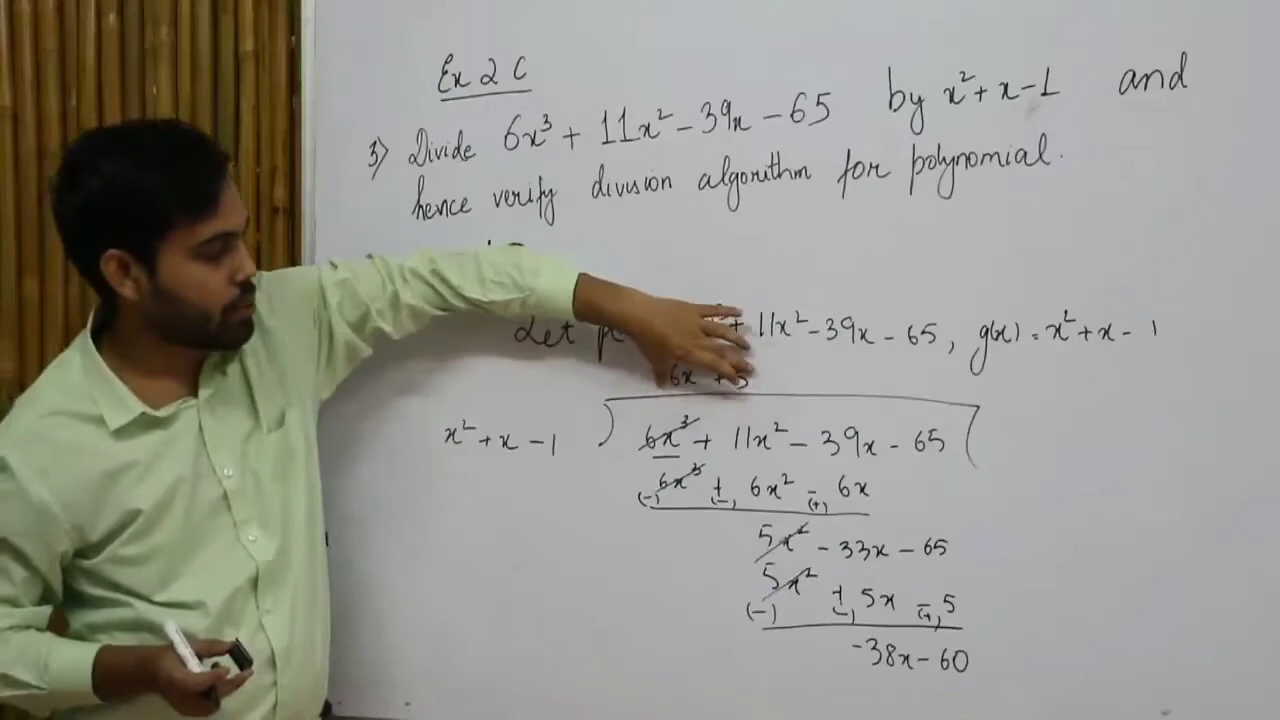 Ex 2 C
3) Divide 6x³ + 11x² - 39x - 65 by x² + x - 1 and
hence verify division algorithm for polynomial.
Let + 11x² - 39x - 65, g(x) = x² + x - 1
6x + 5
x² + x - 1 ) 6x³ + 11x² - 39x - 65
(-) 6x³ +(-) 6x² -(+) 6x
5x² - 33x - 65
(-) 5x² +(-) 5x -(+) 5
-38x - 60